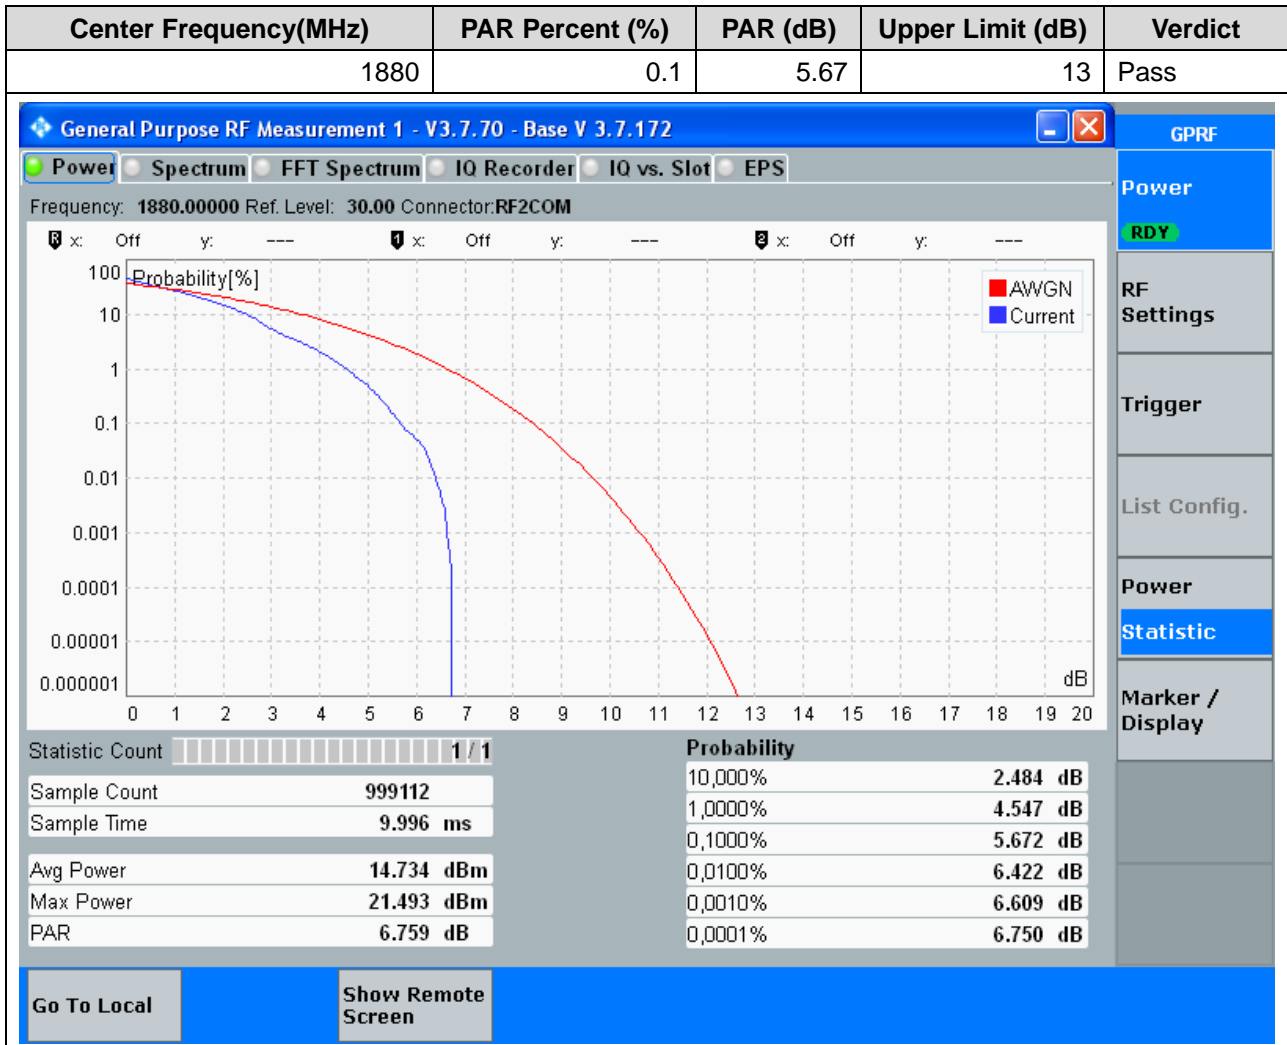 Center Frequency(MHz) PAR Percent (%) PAR (dB) Upper Limit (dB) Verdict
1880 0.1 5.67 13 Pass
General Purpose RF Measurement 1 - V3.7.70 - Base V 3.7.172
GPRF
Power Spectrum FFT Spectrum IQ Recorder IQ vs. Slot EPS
Frequency: 1880.00000 Ref. Level: 30.00 Connector:RF2COM
R x: Off y: --- 1 x: Off y: --- 2 x: Off y: ---
Probability[%]
100
10
1
0.1
0.01
0.001
0.0001
0.00001
0.000001
AWGN
Current
dB
0 1 2 3 4 5 6 7 8 9 10 11 12 13 14 15 16 17 18 19 20
Statistic Count 1 / 1
Sample Count 999112
Sample Time 9.996 ms
Avg Power 14.734 dBm
Max Power 21.493 dBm
PAR 6.759 dB
Probability
10,000% 2.484 dB
1,0000% 4.547 dB
0,1000% 5.672 dB
0,0100% 6.422 dB
0,0010% 6.609 dB
0,0001% 6.750 dB
Power
RDY
RF
Settings
Trigger
List Config.
Power
Statistic
Marker /
Display
Go To Local
Show Remote
Screen